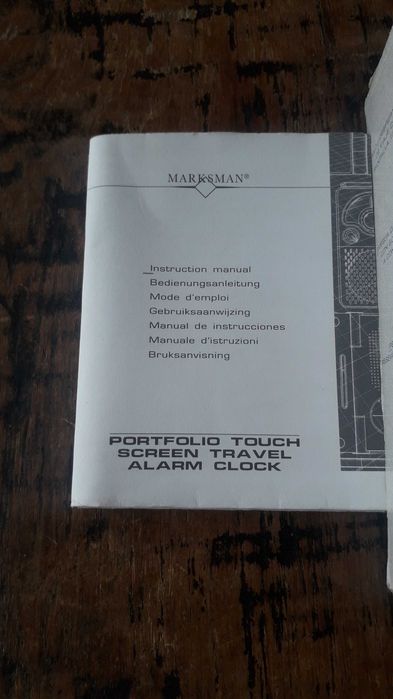 MARKSMAN®
Instruction manual
Bedienungsanleitung
Mode d'emploi
Gebruiksaanwijzing
Manual de instrucciones
Manuale d'istruzioni
Bruksanvisning
PORTFOLIO TOUCH
SCREEN TRAVEL
ALARM CLOCK